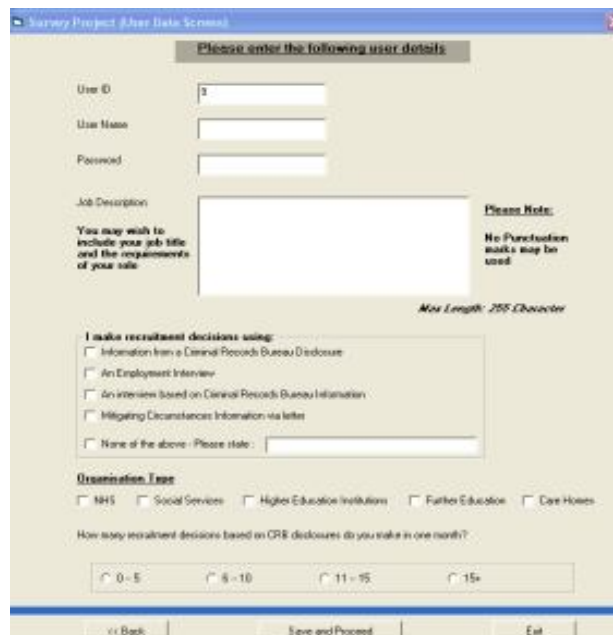 Survey Project (User Data Screen)
Please enter the following user details
User ID
3
User Name
Password
Job Description
You may wish to
include your job title
and the requirements
of your role
Please Note:
No Punctuation
marks may be
used
Max Length: 255 Character
I make recruitment decisions using:
Information from a Criminal Records Bureau Disclosure
An Employment Interview
An interview based on Criminal Records Bureau Information
Mitigating Circumstances Information via letter
None of the above - Please state :
Organisation Type
NHS Social Services Higher Education Institutions Further Education Care Homes
How many recruitment decisions based on CRB disclosures do you make in one month?
0 - 5 6 - 10 11 - 15 15+
<< Back Save and Proceed Exit